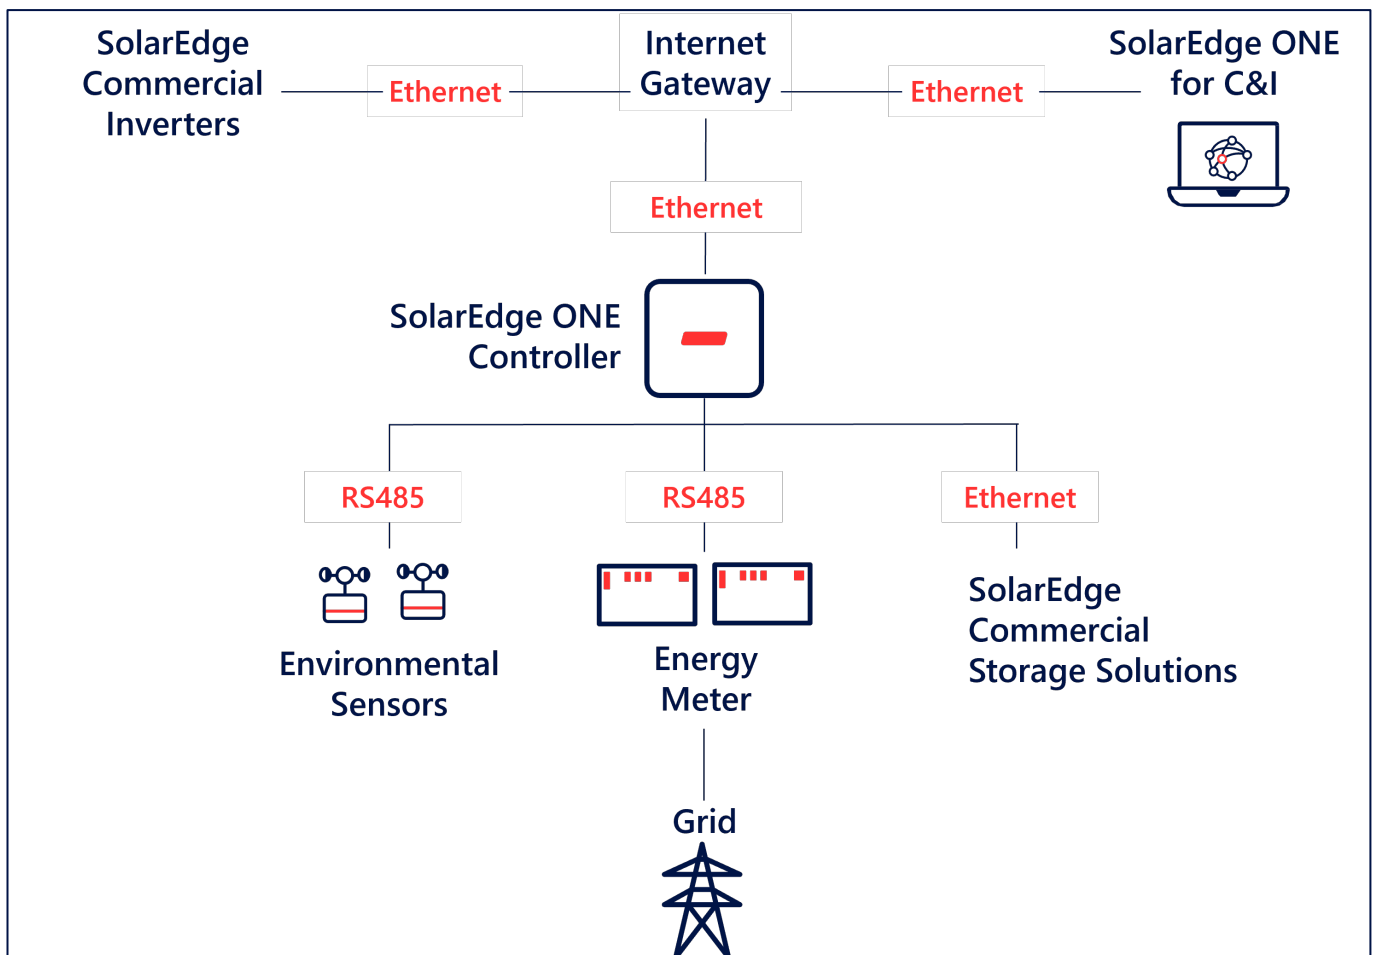 SolarEdge
Commercial
Inverters
Ethernet
Internet
Gateway
Ethernet
SolarEdge ONE
for C&I
Ethernet
SolarEdge ONE
Controller
RS485
RS485
Ethernet
Environmental
Sensors
Energy
Meter
SolarEdge
Commercial
Storage Solutions
Grid